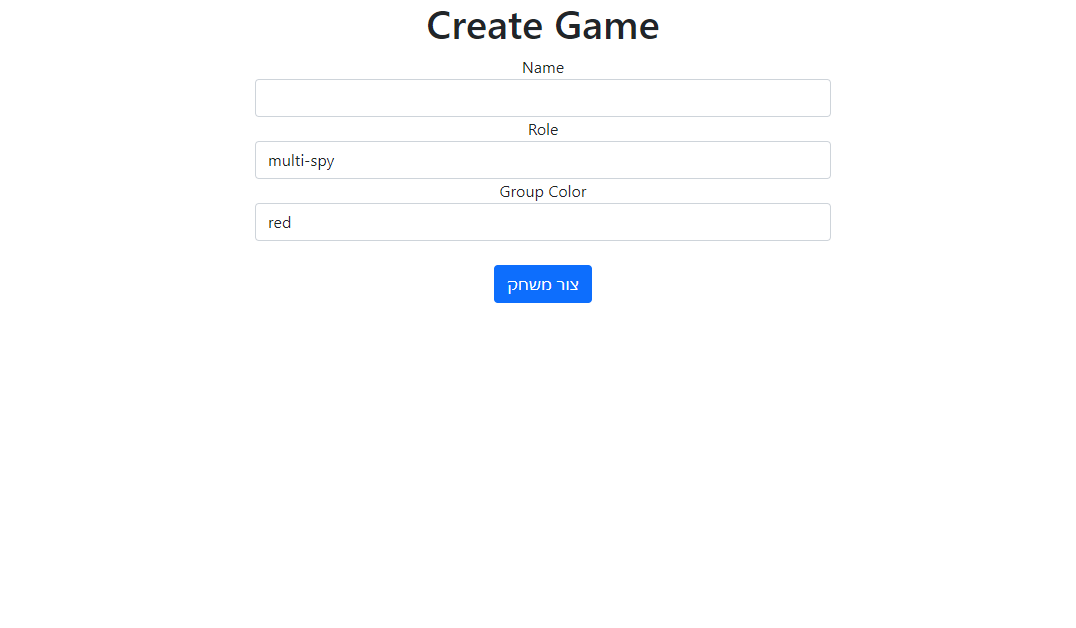 Create Game
Name
Role
multi-spy
Group Color
red
צור משחק